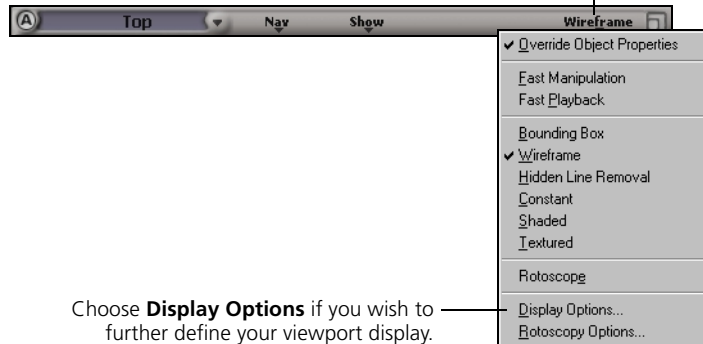 A Top Nav Show Wireframe
Override Object Properties
Fast Manipulation
Fast Playback
Bounding Box
Wireframe
Hidden Line Removal
Constant
Shaded
Textured
Rotoscope
Choose Display Options if you wish to
further define your viewport display.
Display Options...
Rotoscopy Options...